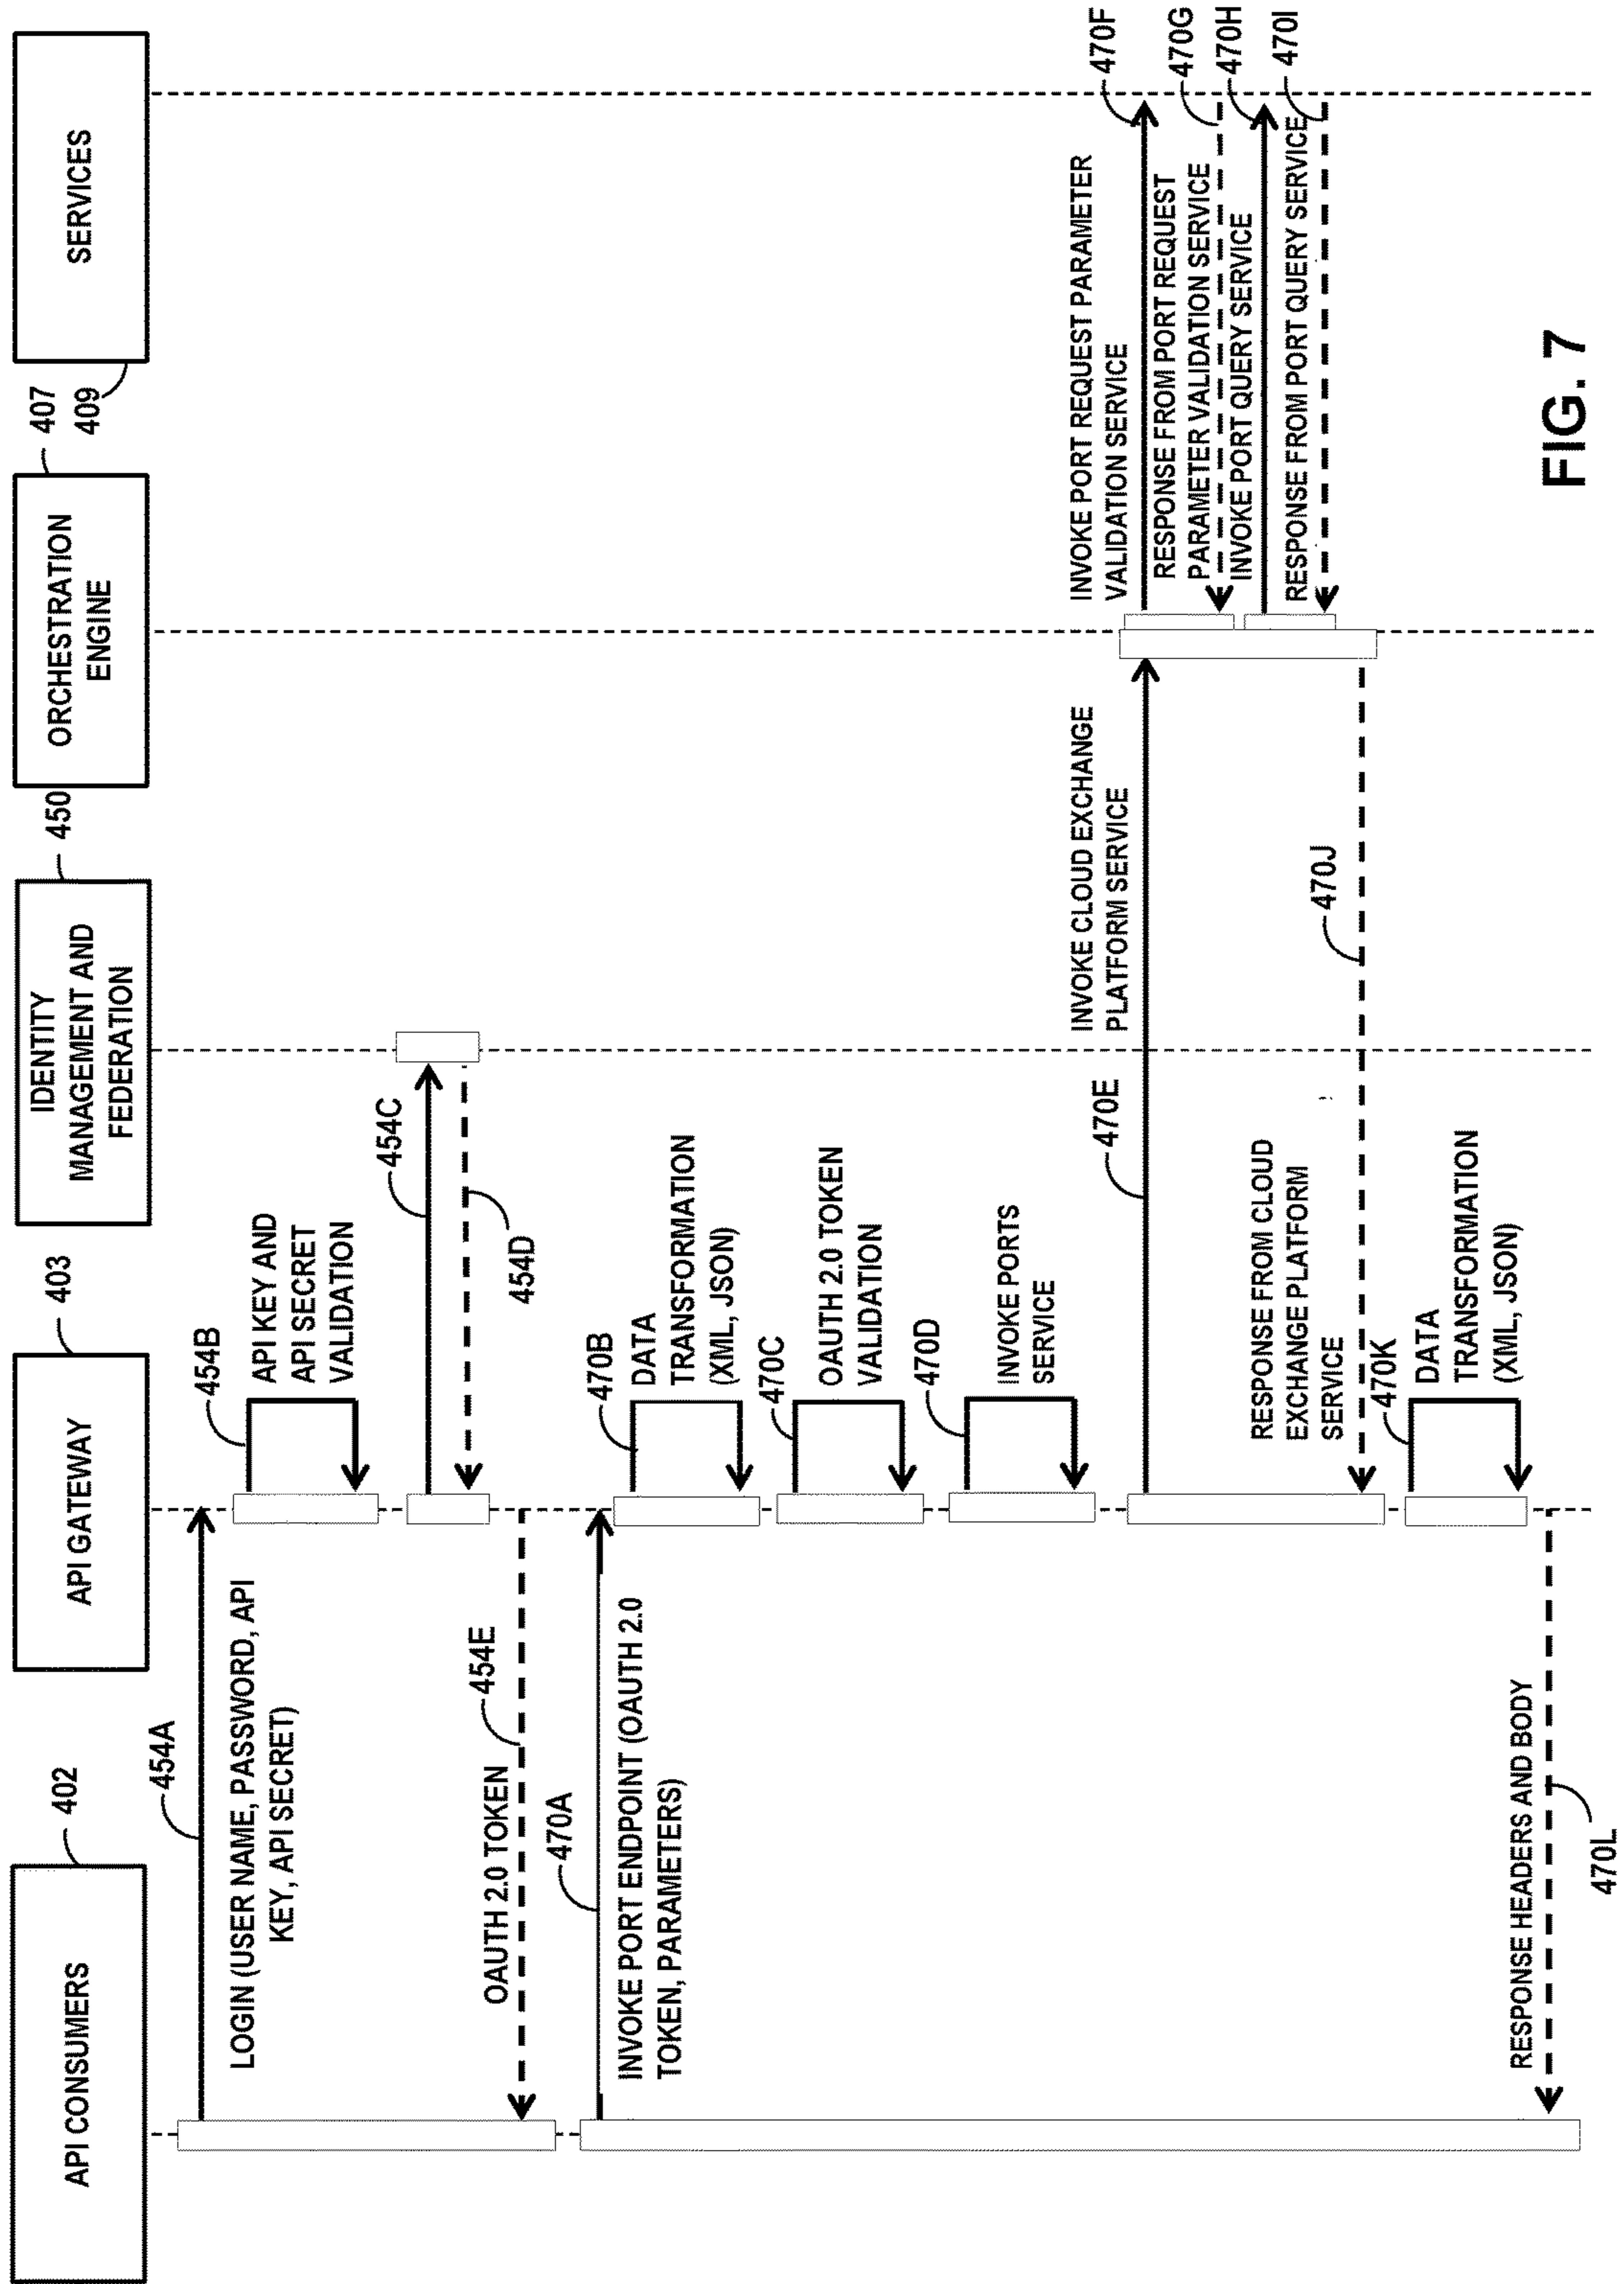 API CONSUMERS
402
API GATEWAY
403
IDENTITY
MANAGEMENT AND
FEDERATION
450
ORCHESTRATION
ENGINE
407
SERVICES
409
454A
LOGIN (USER NAME, PASSWORD, API
KEY, API SECRET)
454B
API KEY AND
API SECRET
VALIDATION
454C
454D
454E
OAUTH 2.0 TOKEN
470A
INVOKE PORT ENDPOINT (OAUTH 2.0
TOKEN, PARAMETERS)
470B
DATA
TRANSFORMATION
(XML, JSON)
470C
OAUTH 2.0 TOKEN
VALIDATION
470D
INVOKE PORTS
SERVICE
470E
INVOKE CLOUD EXCHANGE
PLATFORM SERVICE
INVOKE PORT REQUEST PARAMETER
VALIDATION SERVICE
470F
RESPONSE FROM PORT REQUEST
PARAMETER VALIDATION SERVICE
470G
INVOKE PORT QUERY SERVICE
470H
RESPONSE FROM PORT QUERY SERVICE
470I
RESPONSE FROM CLOUD
EXCHANGE PLATFORM
SERVICE
470J
470K
DATA
TRANSFORMATION
(XML, JSON)
RESPONSE HEADERS AND BODY
470L
FIG. 7